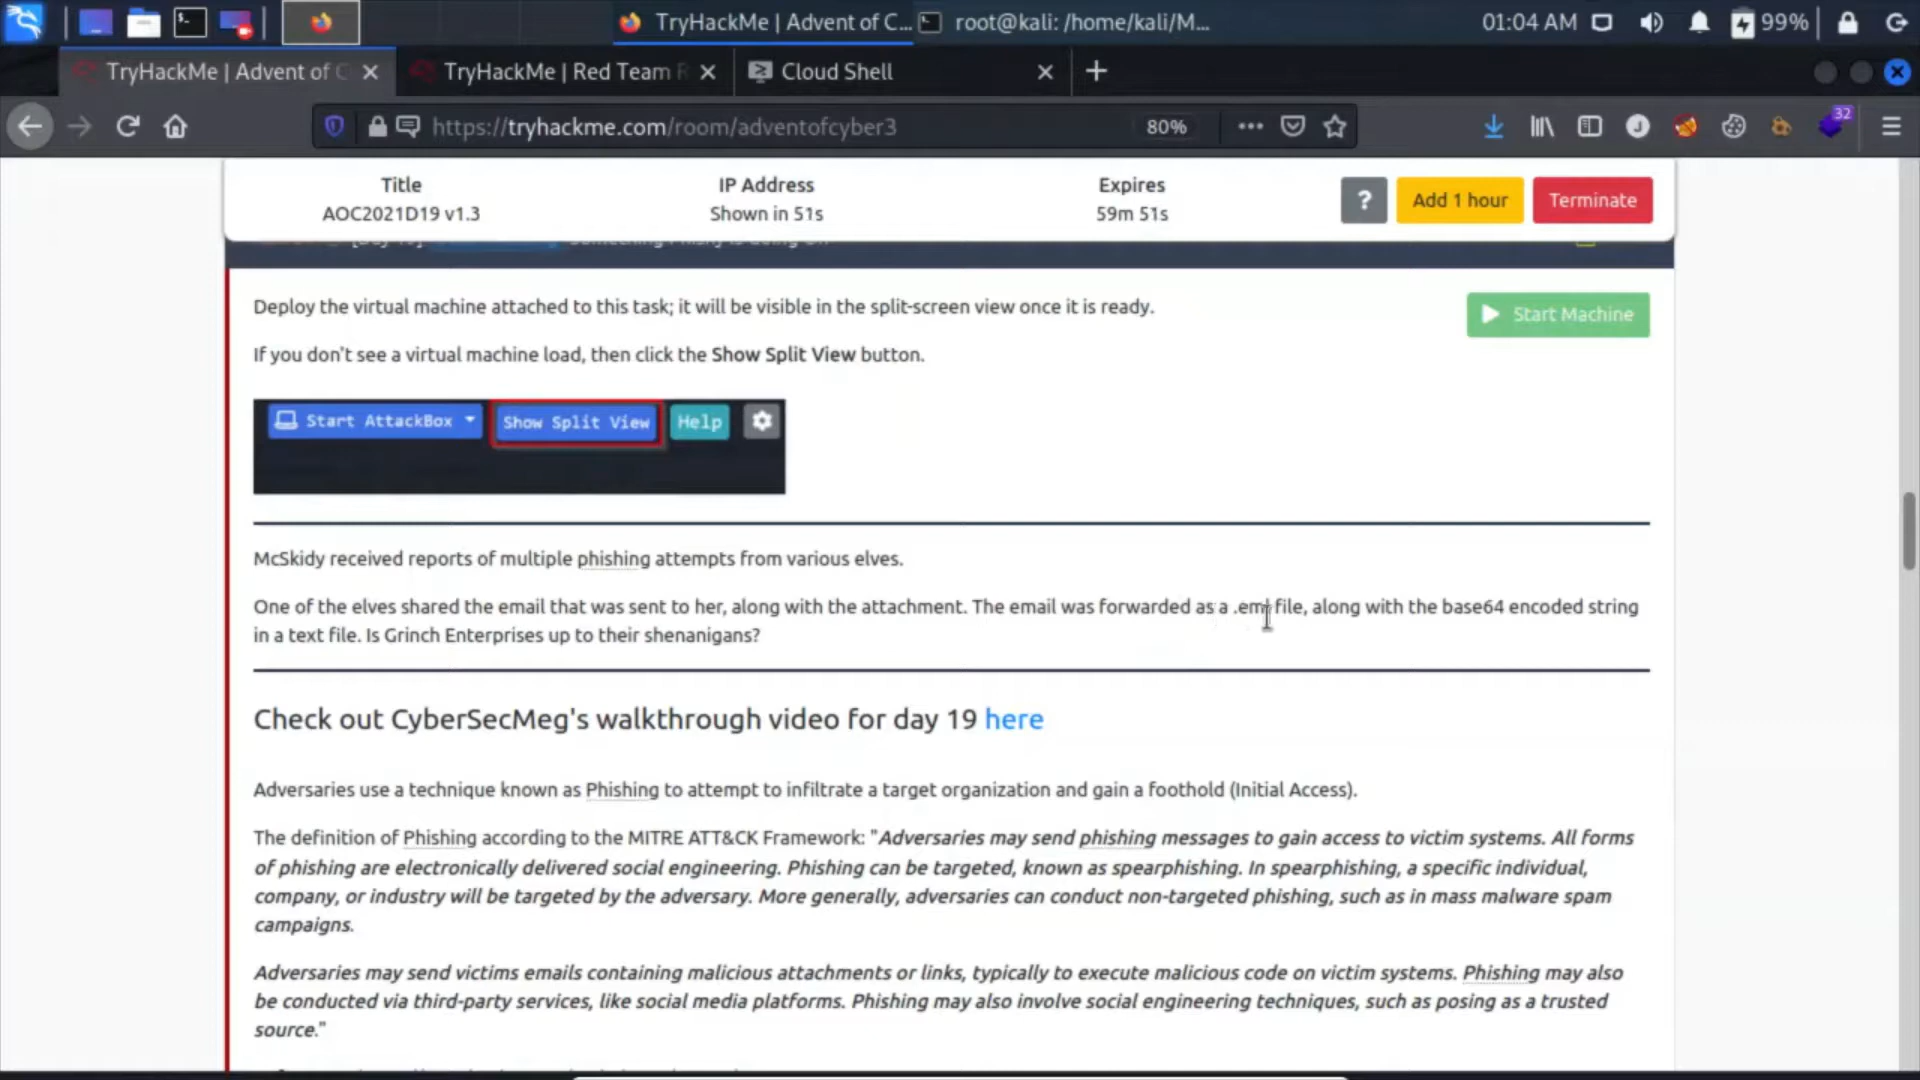 TryHackMe | Advent of C... root@kali: /home/kali/M... 01:04 AM 99%
TryHackMe | Advent of C TryHackMe | Red Team Cloud Shell
https://tryhackme.com/room/adventofcyber3 80% 32
Title IP Address Expires
AOC2021D19 v1.3 Shown in 51s 59m 51s ? Add 1 hour Terminate
Deploy the virtual machine attached to this task; it will be visible in the split-screen view once it is ready.
Start Machine
If you don't see a virtual machine load, then click the Show Split View button.
Start AttackBox Show Split View Help
McSkidy received reports of multiple phishing attempts from various elves.
One of the elves shared the email that was sent to her, along with the attachment. The email was forwarded as a .eml file, along with the base64 encoded string
in a text file. Is Grinch Enterprises up to their shenanigans?
Check out CyberSecMeg's walkthrough video for day 19 here
Adversaries use a technique known as Phishing to attempt to infiltrate a target organization and gain a foothold (Initial Access).
The definition of Phishing according to the MITRE ATT&CK Framework: "Adversaries may send phishing messages to gain access to victim systems. All forms
of phishing are electronically delivered social engineering. Phishing can be targeted, known as spearphishing. In spearphishing, a specific individual,
company, or industry will be targeted by the adversary. More generally, adversaries can conduct non-targeted phishing, such as in mass malware spam
campaigns.
Adversaries may send victims emails containing malicious attachments or links, typically to execute malicious code on victim systems. Phishing may also
be conducted via third-party services, like social media platforms. Phishing may also involve social engineering techniques, such as posing as a trusted
source."